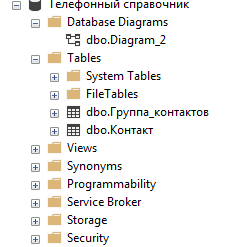 Телефонный справочник
Database Diagrams
dbo.Diagram_2
Tables
System Tables
FileTables
dbo.Группа_контактов
dbo.Контакт
Views
Synonyms
Programmability
Service Broker
Storage
Security